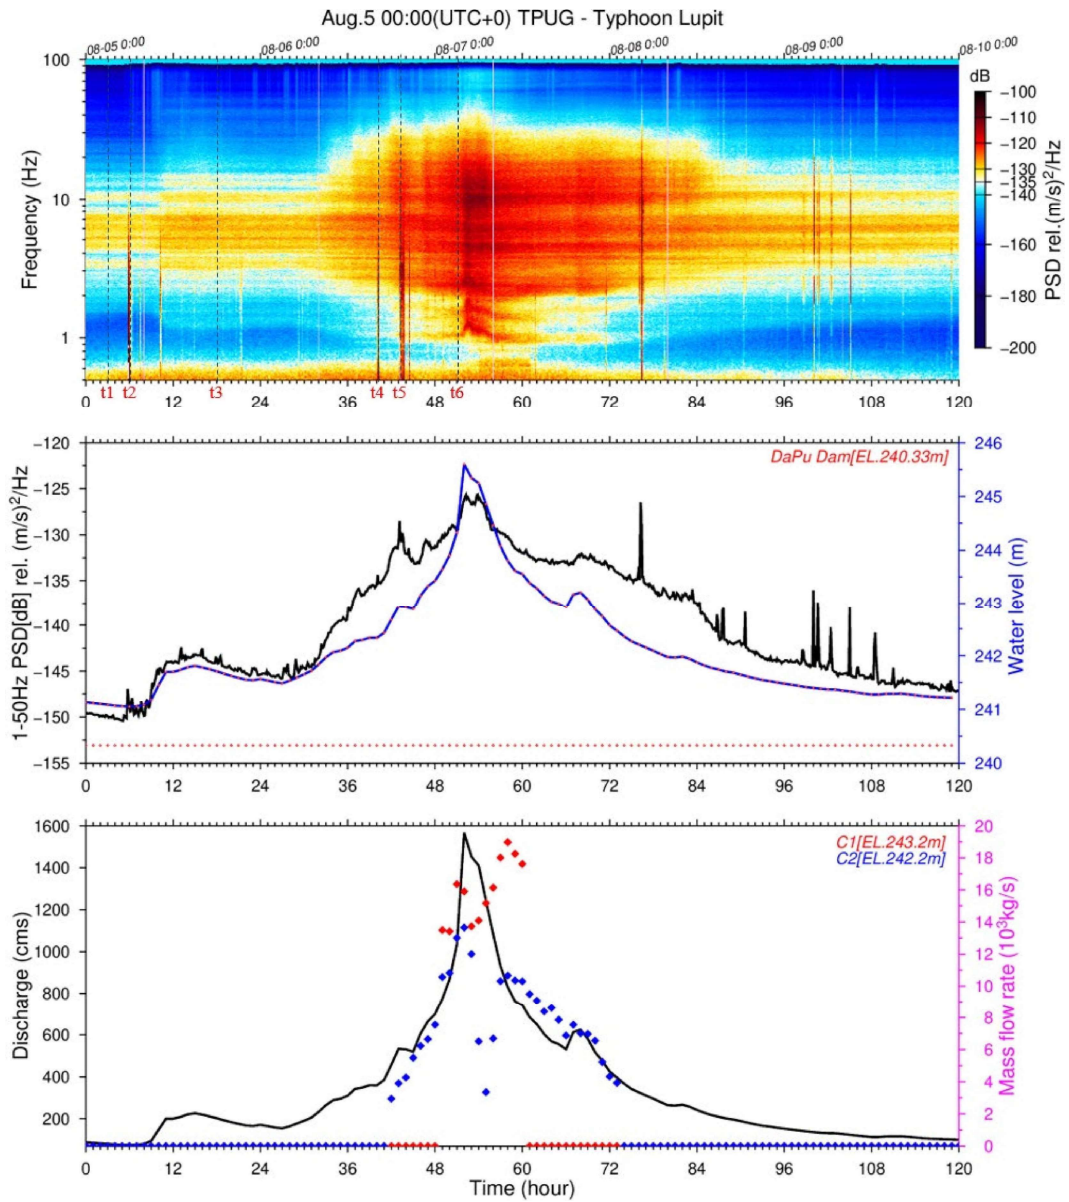 Aug.5 00:00(UTC+0) TPUG - Typhoon Lupit
08-05 0:00 08-06 0:00 08-07 0:00 08-08 0:00 08-09 0:00 08-10 0:00
Frequency (Hz)
100
10
1
dB
-100
-110
-120
-130
-135
-140
-160
-180
-200
PSD rel.(m/s)²/Hz
t1 t2 t3 t4 t5 t6
0 12 24 36 48 60 72 84 96 108 120
1-50Hz PSD[dB] rel. (m/s)²/Hz
-120
-125
-130
-135
-140
-145
-150
-155
DaPu Dam[EL.240.33m]
246
245
244
243
242
241
240
Water level (m)
0 12 24 36 48 60 72 84 96 108 120
Discharge (cms)
1600
1400
1200
1000
800
600
400
200
C1[EL.243.2m]
C2[EL.242.2m]
20
18
16
14
12
10
8
6
4
2
0
Mass flow rate (10³kg/s)
0 12 24 36 48 60 72 84 96 108 120
Time (hour)